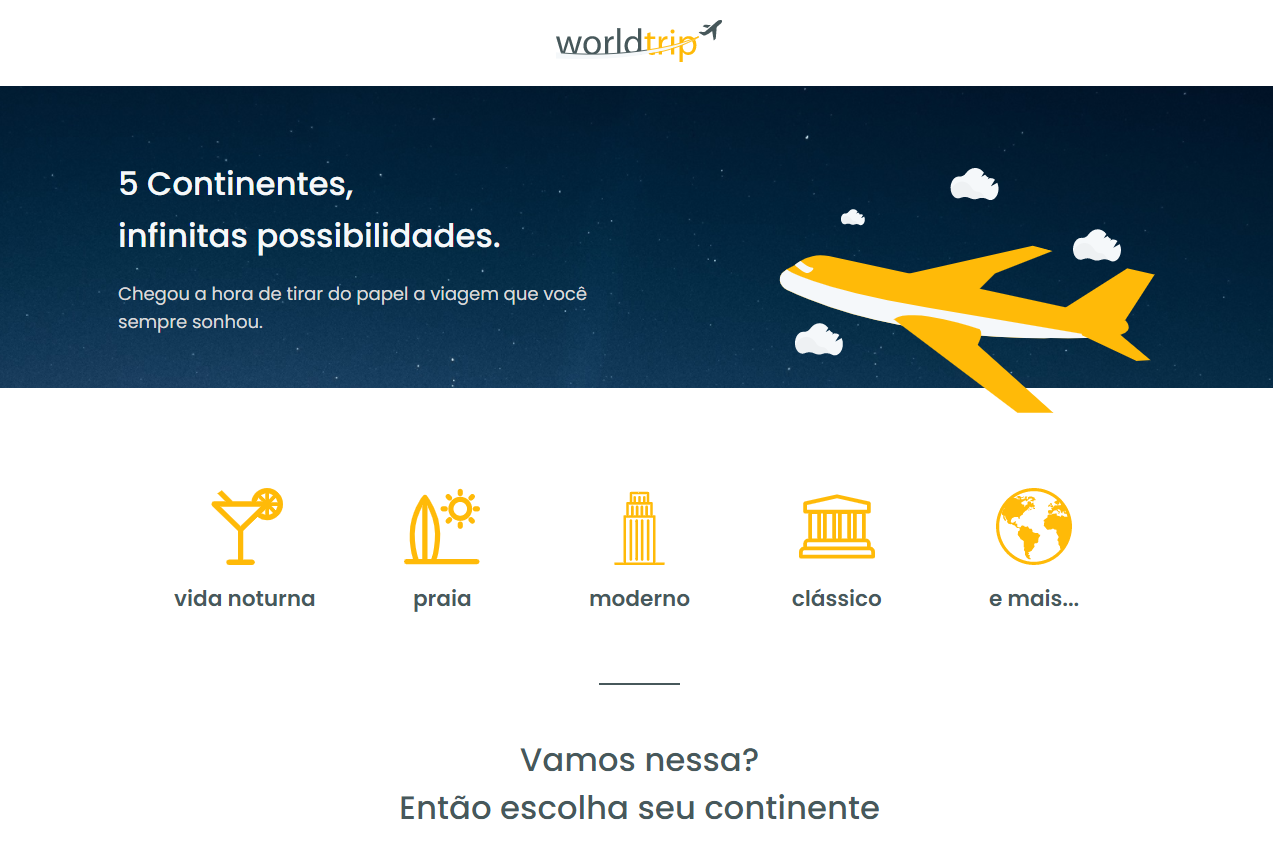 worldtrip
5 Continentes,
infinitas possibilidades.
Chegou a hora de tirar do papel a viagem que você
sempre sonhou.
vida noturna
praia
moderno
clássico
e mais...
Vamos nessa?
Então escolha seu continente